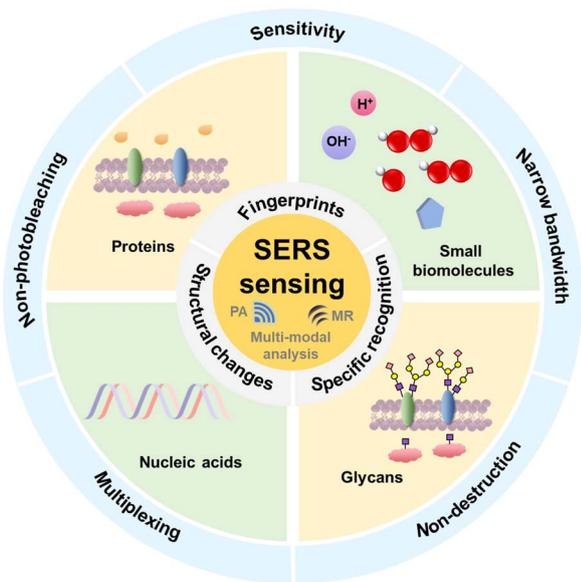 Sensitivity
Narrow bandwidth
Non-destruction
Multiplexing
Non-photobleaching
Proteins
H⁺
OH⁻
Small
biomolecules
Nucleic acids
Glycans
Fingerprints
Specific recognition
Structural changes
SERS
sensing
PA
MR
Multi-modal
analysis